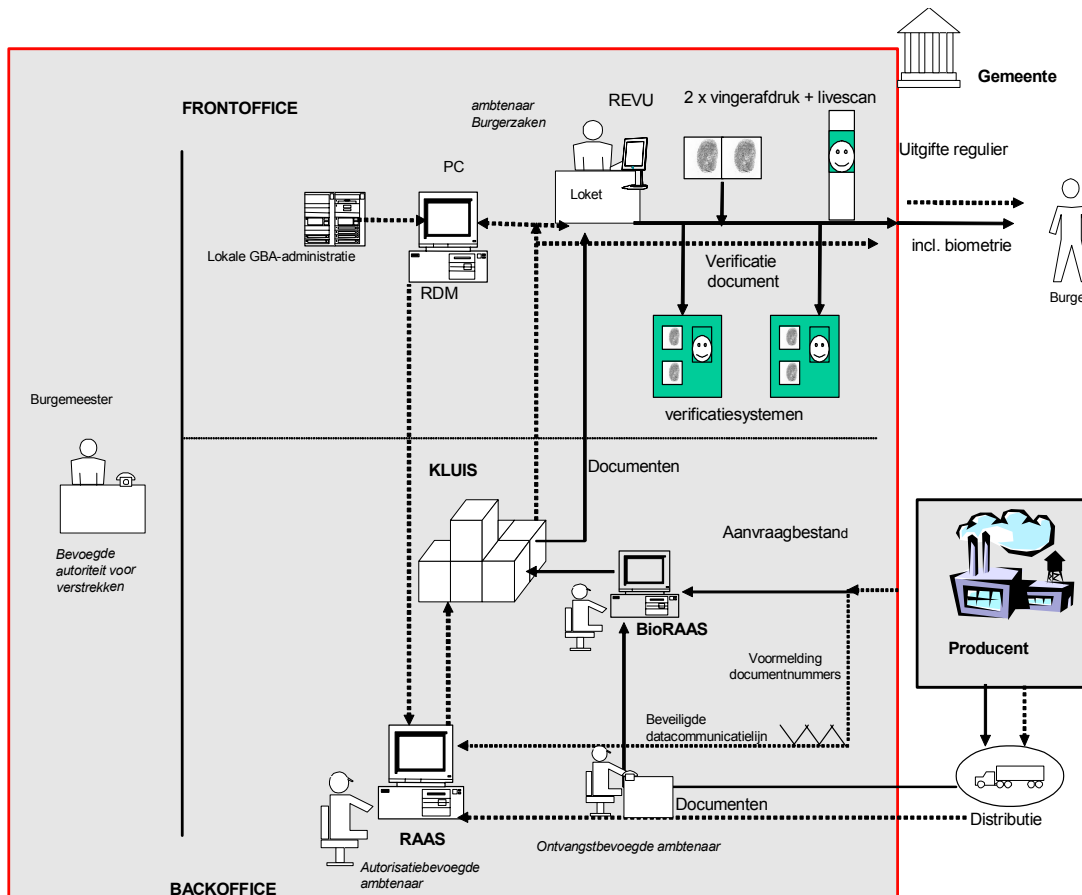 Gemeente
FRONTOFFICE
ambtenaar
Burgerzaken
REVU
2 x vingerafdruk + livescan
Uitgifte regulier
PC
Loket
Lokale GBA-administratie
RDM
Verificatie
document
incl. biometrie
verificatiesystemen
Burgemeester
KLUIS
Documenten
Aanvraagbestand
Bevoegde
autoriteit voor
verstrekken
BioRAAS
Producent
Voormelding
documentnummers
Beveiligde
datacommunicatielijn
Documenten
Distributie
RAAS
Ontvangstbevoegde ambtenaar
Autorisatiebevoegde
ambtenaar
BACKOFFICE